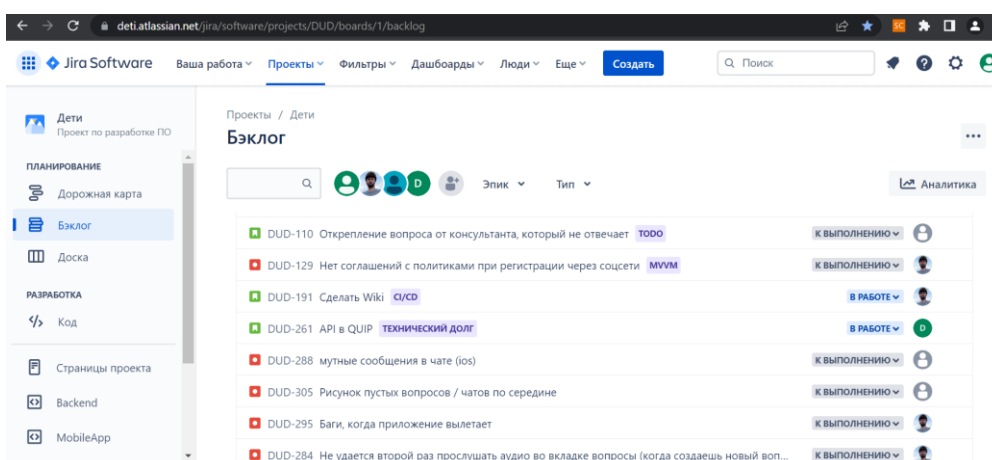 deti.atlassian.net/jira/software/projects/DUD/boards/1/backlog
SC
Jira Software Ваша работа Проекты Фильтры Дашбоарды Люди Еще Создать Поиск
Дети
Проект по разработке ПО
ПЛАНИРОВАНИЕ
Дорожная карта
Бэклог
Доска
РАЗРАБОТКА
Код
Страницы проекта
Backend
MobileApp
Проекты / Дети
Бэклог
D Эпик Тип Аналитика
DUD-110 Открепление вопроса от консультанта, который не отвечает TODO К ВЫПОЛНЕНИЮ
DUD-129 Нет соглашений с политиками при регистрации через соцсети MVVM К ВЫПОЛНЕНИЮ
DUD-191 Сделать Wiki CI/CD В РАБОТЕ
DUD-261 API в QUIP ТЕХНИЧЕСКИЙ ДОЛГ В РАБОТЕ D
DUD-288 мутные сообщения в чате (ios) К ВЫПОЛНЕНИЮ
DUD-305 Рисунок пустых вопросов / чатов по середине К ВЫПОЛНЕНИЮ
DUD-295 Баги, когда приложение вылетает К ВЫПОЛНЕНИЮ
DUD-284 Не удается второй раз прослушать аудио во вкладке вопросы (когда создаешь новый воп... К ВЫПОЛНЕНИЮ